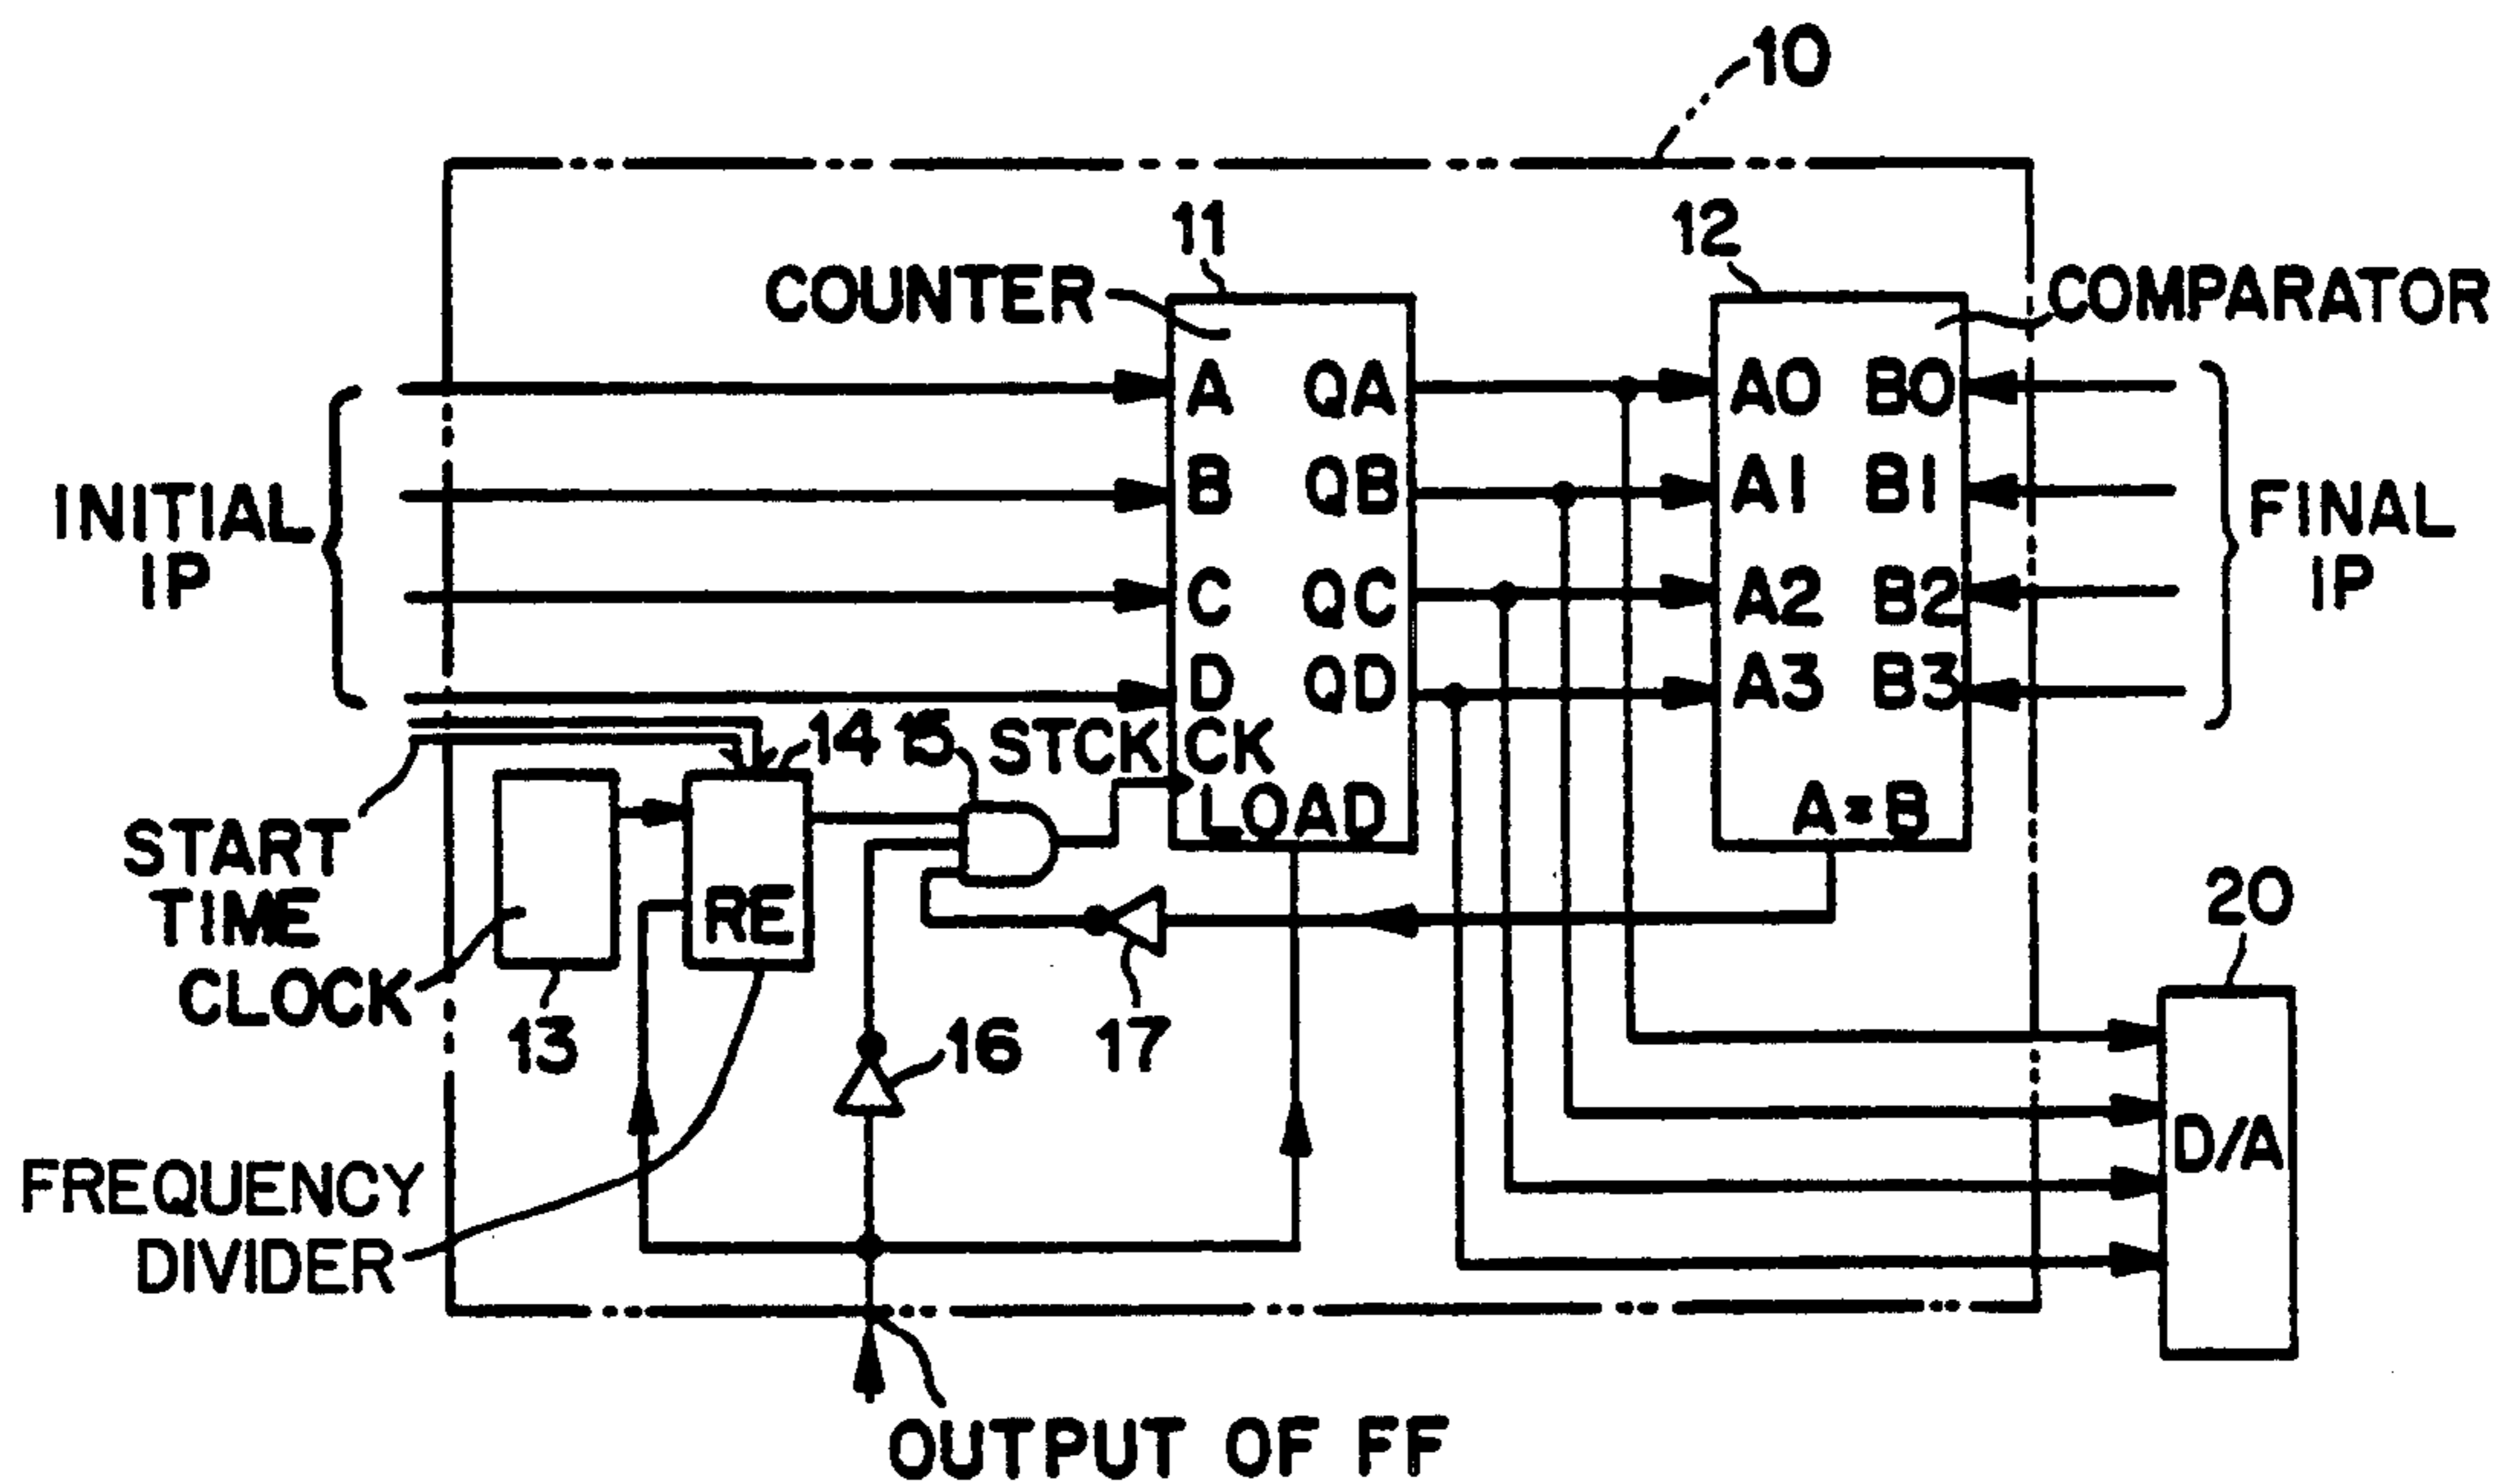 10
11
12
COUNTER
COMPARATOR
A QA
A0 B0
B QB
A1 B1
C QC
A2 B2
D QD
A3 B3
INITIAL
IP
FINAL
IP
14 15 STCK CK
LOAD
A=B
START
TIME
RE
CLOCK
13
16
17
20
D/A
FREQUENCY
DIVIDER
OUTPUT OF FF